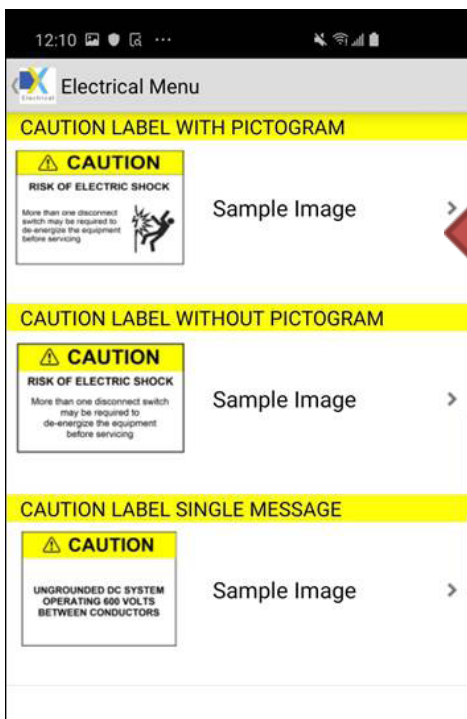 12:10
Electrical
Electrical Menu
CAUTION LABEL WITH PICTOGRAM
CAUTION
RISK OF ELECTRIC SHOCK
More than one disconnect
switch may be required to
de-energize the equipment
before servicing
Sample Image
CAUTION LABEL WITHOUT PICTOGRAM
CAUTION
RISK OF ELECTRIC SHOCK
More than one disconnect switch
may be required to
de-energize the equipment
before servicing
Sample Image
CAUTION LABEL SINGLE MESSAGE
CAUTION
UNGROUNDED DC SYSTEM
OPERATING 600 VOLTS
BETWEEN CONDUCTORS
Sample Image